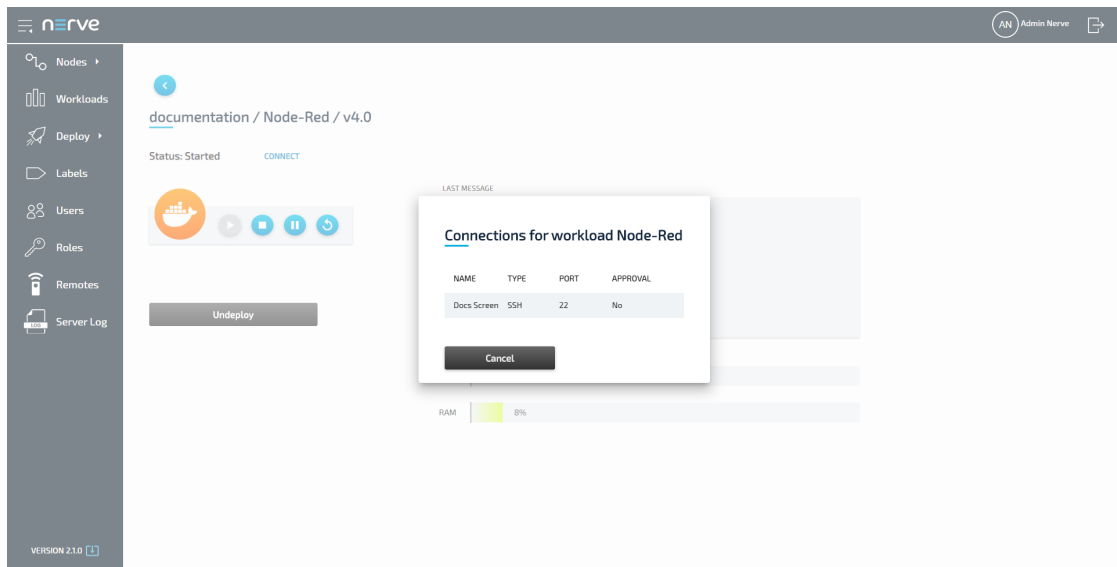 nerve
AN Admin Nerve
Nodes
Workloads
Deploy
Labels
Users
Roles
Remotes
LOG Server Log
VERSION 2.1.0
documentation / Node-Red / v4.0
Status: Started CONNECT
Undeploy
LAST MESSAGE
Connections for workload Node-Red
NAME TYPE PORT APPROVAL
Docs Screen SSH 22 No
Cancel
RAM 8%